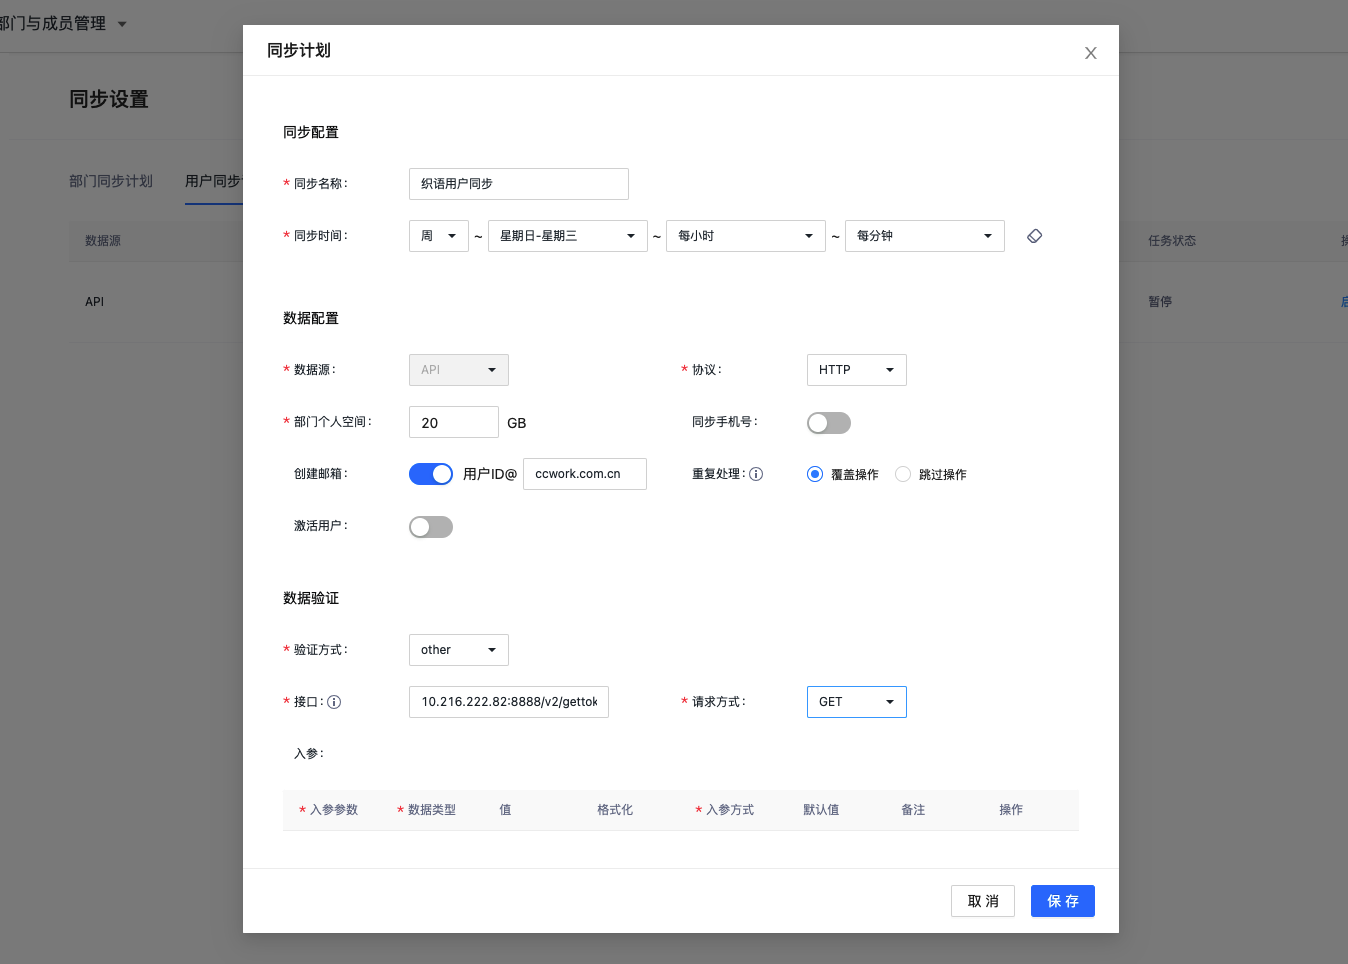 部门与成员管理
同步设置
部门同步计划
用户同步
数据源
任务状态
API
暂停
同步计划
X
同步配置
* 同步名称: 织语用户同步
* 同步时间: 周 ~ 星期日-星期三 ~ 每小时 ~ 每分钟
数据配置
* 数据源: API * 协议: HTTP
* 部门个人空间: 20 GB 同步手机号:
创建邮箱: 用户ID@ ccwork.com.cn 重复处理: 覆盖操作 跳过操作
激活用户:
数据验证
* 验证方式: other
* 接口: 10.216.222.82:8888/v2/gettok * 请求方式: GET
入参:
* 入参参数 * 数据类型 值 格式化 * 入参方式 默认值 备注 操作
取 消 保 存